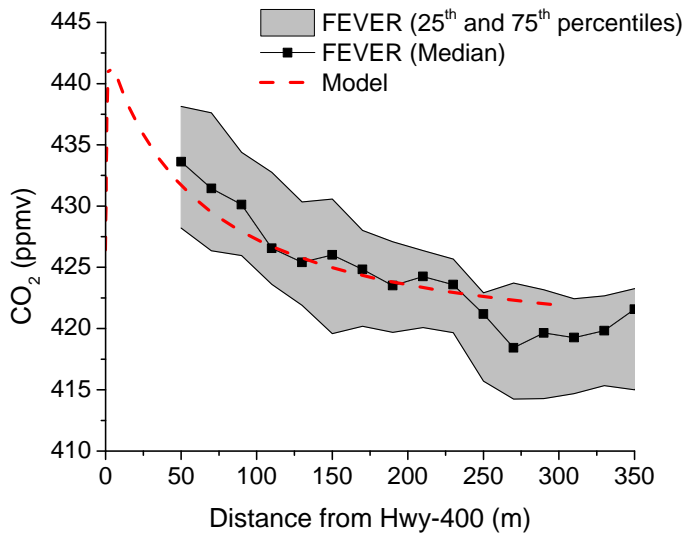 FEVER (25th and 75th percentiles)
FEVER (Median)
Model
445
440
435
430
425
420
415
410
CO2 (ppmv)
0 50 100 150 200 250 300 350
Distance from Hwy-400 (m)